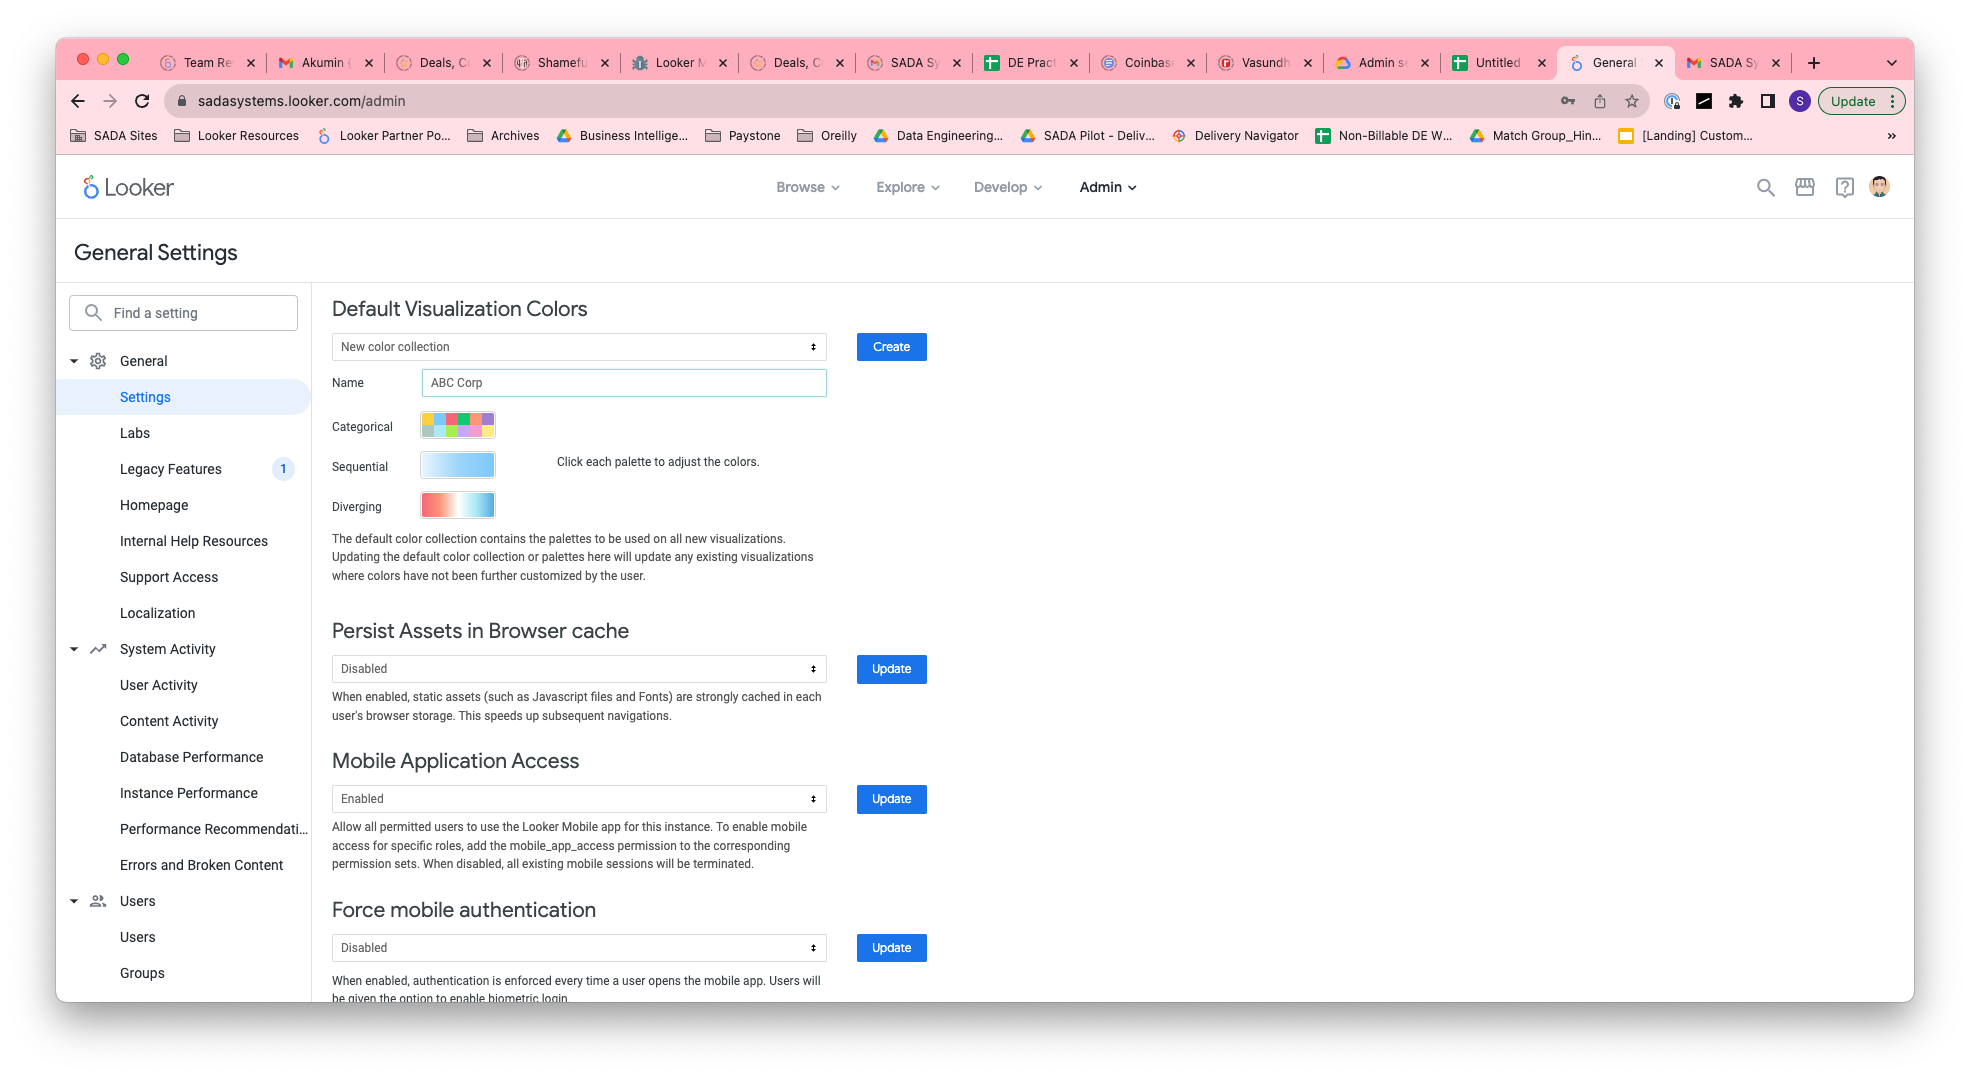 Team Re
Akumin
Deals, C
Shamefu
Looker M
Deals, C
SADA Sy
DE Pract
Coinbas
Vasundh
Admin se
Untitled
General
SADA Sy
sadasystems.looker.com/admin
S
Update
SADA Sites
Looker Resources
Looker Partner Po...
Archives
Business Intellige...
Paystone
Oreilly
Data Engineering...
SADA Pilot - Deliv...
Delivery Navigator
Non-Billable DE W...
Match Group_Hin...
[Landing] Custom...
»
Looker
Browse
Explore
Develop
Admin
General Settings
Find a setting
General
Settings
Labs
Legacy Features 1
Homepage
Internal Help Resources
Support Access
Localization
System Activity
User Activity
Content Activity
Database Performance
Instance Performance
Performance Recommendati...
Errors and Broken Content
Users
Users
Groups
Default Visualization Colors
New color collection
Create
Name
ABC Corp
Categorical
Sequential
Click each palette to adjust the colors.
Diverging
The default color collection contains the palettes to be used on all new visualizations.
Updating the default color collection or palettes here will update any existing visualizations
where colors have not been further customized by the user.
Persist Assets in Browser cache
Disabled
Update
When enabled, static assets (such as Javascript files and Fonts) are strongly cached in each
user's browser storage. This speeds up subsequent navigations.
Mobile Application Access
Enabled
Update
Allow all permitted users to use the Looker Mobile app for this instance. To enable mobile
access for specific roles, add the mobile_app_access permission to the corresponding
permission sets. When disabled, all existing mobile sessions will be terminated.
Force mobile authentication
Disabled
Update
When enabled, authentication is enforced every time a user opens the mobile app. Users will
be given the option to enable biometric login.